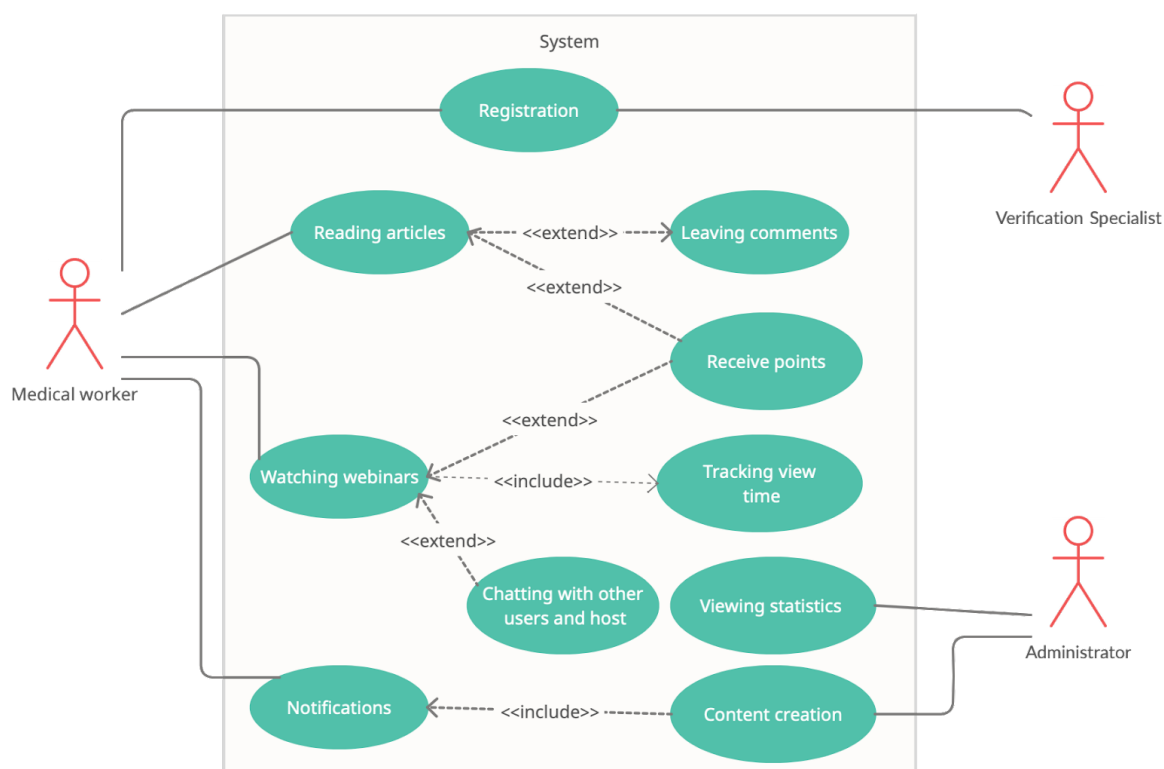 System
Registration
Verification Specialist
Reading articles
<<extend>>
Leaving comments
<<extend>>
Medical worker
Receive points
<<extend>>
Watching webinars
<<include>>
Tracking view
time
<<extend>>
Chatting with other
users and host
Viewing statistics
Administrator
Notifications
<<include>>
Content creation